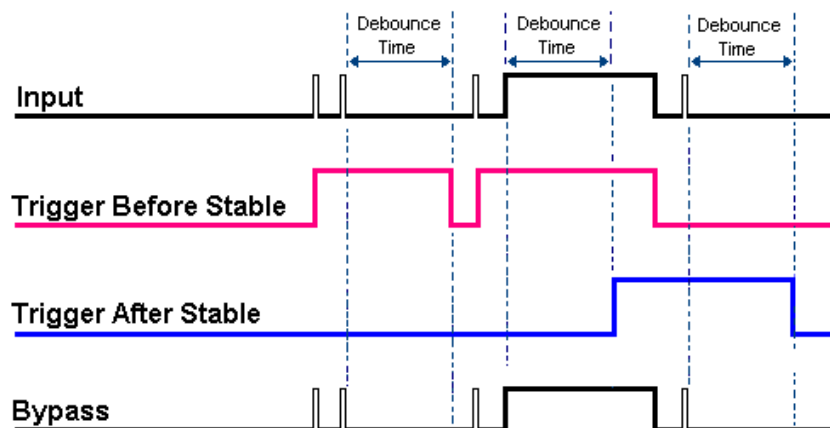 Debounce
Time
Debounce
Time
Debounce
Time
Input
Trigger Before Stable
Trigger After Stable
Bypass